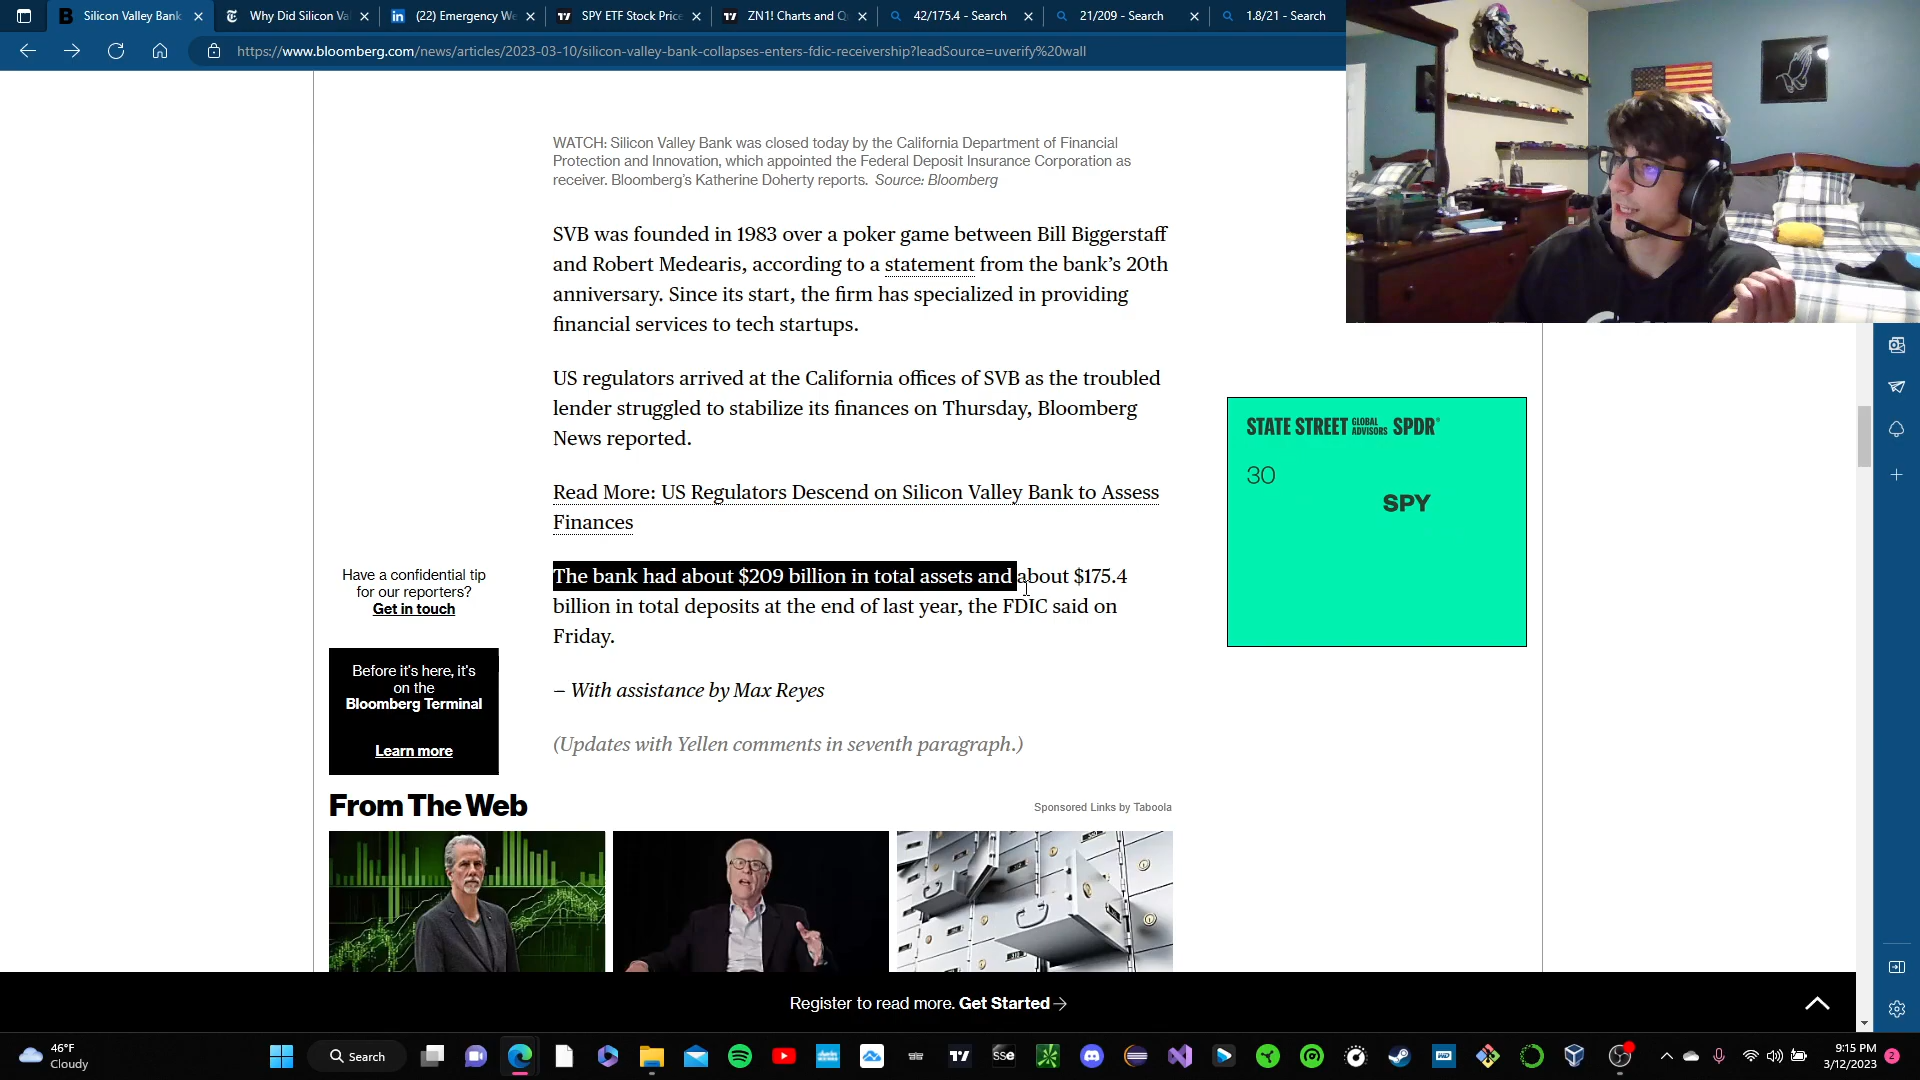 Silicon Valley Bank
Why Did Silicon Va
(22) Emergency We
SPY ETF Stock Price
ZN1! Charts and Q
42/175.4 - Search
21/209 - Search
1.8/21 - Search
https://www.bloomberg.com/news/articles/2023-03-10/silicon-valley-bank-collapses-enters-fdic-receivership?leadSource=uverify%20wall
WATCH: Silicon Valley Bank was closed today by the California Department of Financial
Protection and Innovation, which appointed the Federal Deposit Insurance Corporation as
receiver. Bloomberg's Katherine Doherty reports. Source: Bloomberg
SVB was founded in 1983 over a poker game between Bill Biggerstaff
and Robert Medearis, according to a statement from the bank's 20th
anniversary. Since its start, the firm has specialized in providing
financial services to tech startups.
US regulators arrived at the California offices of SVB as the troubled
lender struggled to stabilize its finances on Thursday, Bloomberg
News reported.
Read More: US Regulators Descend on Silicon Valley Bank to Assess
Finances
The bank had about $209 billion in total assets and about $175.4
billion in total deposits at the end of last year, the FDIC said on
Friday.
– With assistance by Max Reyes
(Updates with Yellen comments in seventh paragraph.)
Have a confidential tip
for our reporters?
Get in touch
Before it's here, it's
on the
Bloomberg Terminal
Learn more
STATE STREET GLOBAL ADVISORS SPDR®
30
SPY
From The Web
Sponsored Links by Taboola
Register to read more. Get Started
46°F
Cloudy
Search
9:15 PM
3/12/2023
2